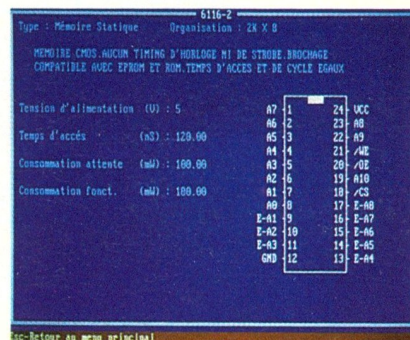 6116-2
Type : Mémoire Statique Organisation : 2K X 8
MEMOIRE CMOS.AUCUN TIMING D'HORLOGE NI DE STROBE.BROCHAGE
COMPATIBLE AVEC EPROM ET ROM.TEMPS D'ACCES ET DE CYCLE EGAUX
Tension d'alimentation (V) : 5
Temps d'accés (nS) : 120.00
Consommation attente (mW) : 100.00
Consommation fonct. (mW) : 180.00
A7 1 24 VCC
A6 2 23 A8
A5 3 22 A9
A4 4 21 /WE
A3 5 20 /OE
A2 6 19 A10
A1 7 18 /CS
A0 8 17 E-A8
E-A1 9 16 E-A7
E-A2 10 15 E-A6
E-A3 11 14 E-A5
GND 12 13 E-A4
Esc-Retour au menu principal